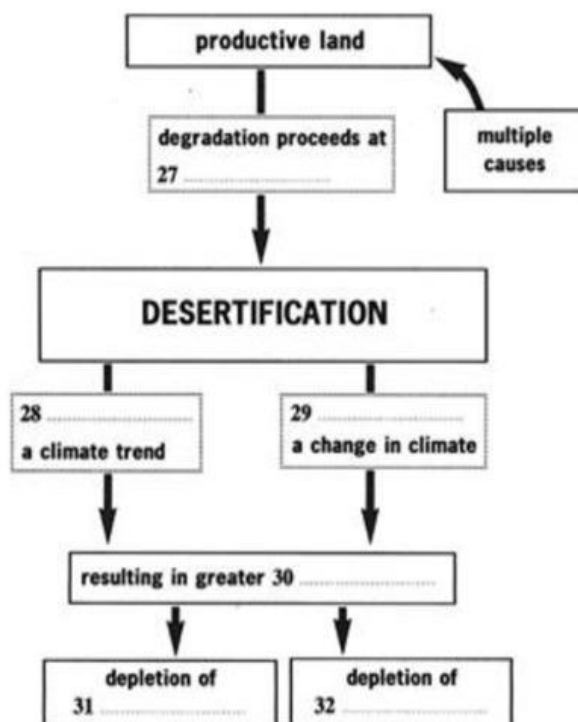 productive land
degradation proceeds at
27 ........................
multiple
causes
DESERTIFICATION
28 ........................
a climate trend
29 ........................
a change in climate
resulting in greater 30 ........................
depletion of
31 ........................
depletion of
32 ........................